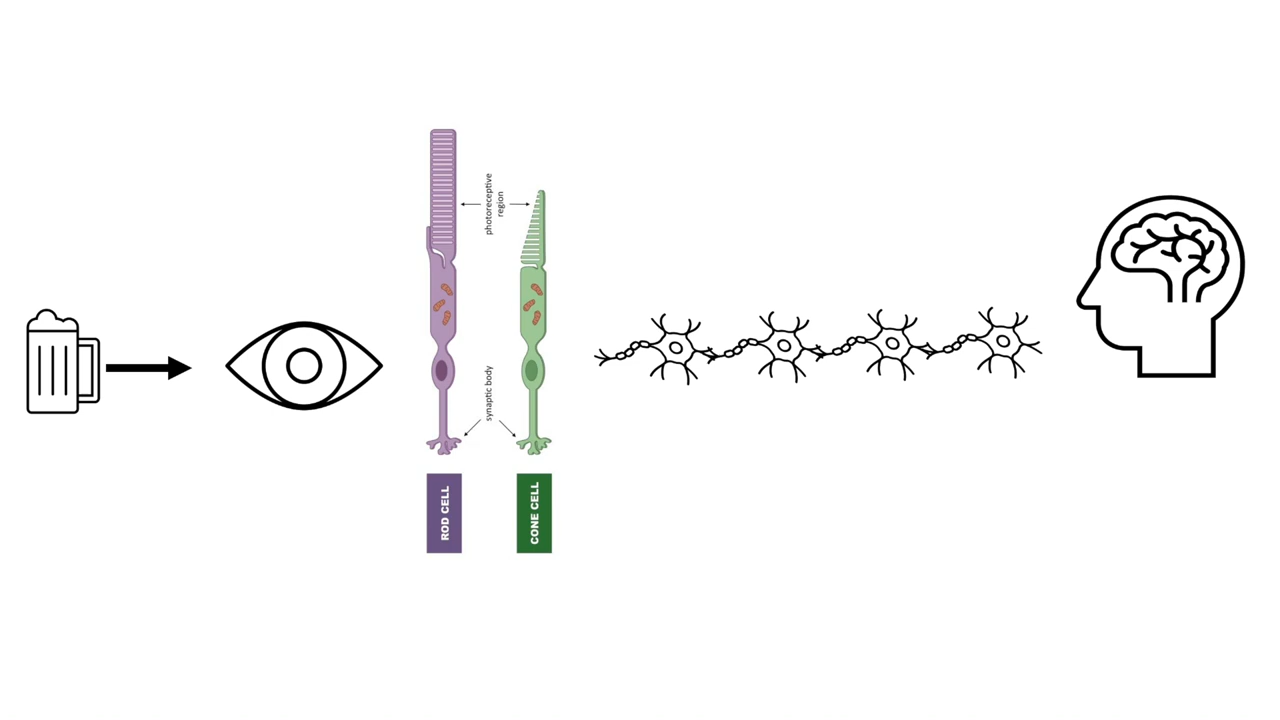 photoreceptive
region
synaptic body
ROD CELL
CONE CELL